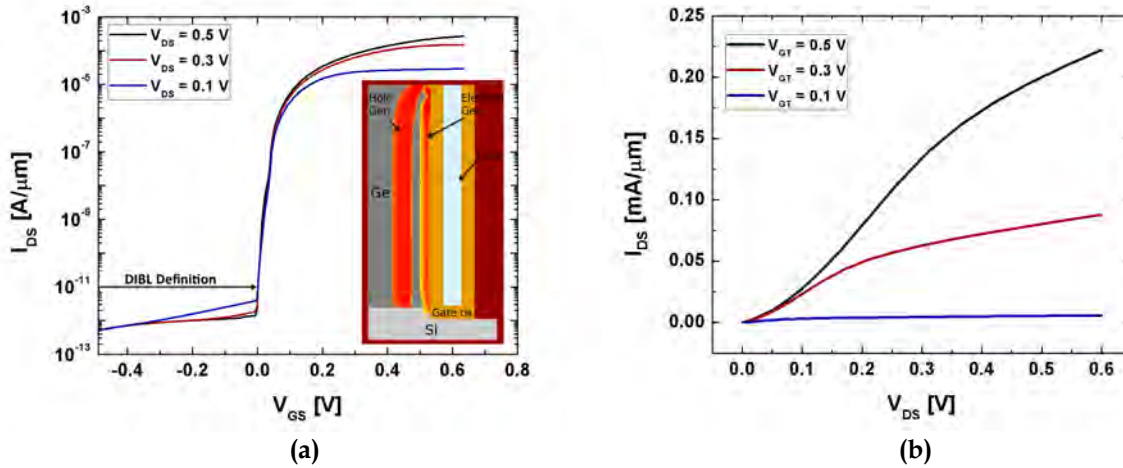 V_DS = 0.5 V
V_DS = 0.3 V
V_DS = 0.1 V
10⁻³
10⁻⁵
10⁻⁷
10⁻⁹
10⁻¹¹
10⁻¹³
I_DS [A/μm]
DIBL Definition
Hole
Gen
Ge
Gate ox
Si
-0.4 -0.2 0.0 0.2 0.4 0.6 0.8
V_GS [V]
(a)
V_GT = 0.5 V
V_GT = 0.3 V
V_GT = 0.1 V
0.25
0.20
0.15
0.10
0.05
0.00
I_DS [mA/μm]
0.0 0.1 0.2 0.3 0.4 0.5 0.6
V_DS [V]
(b)